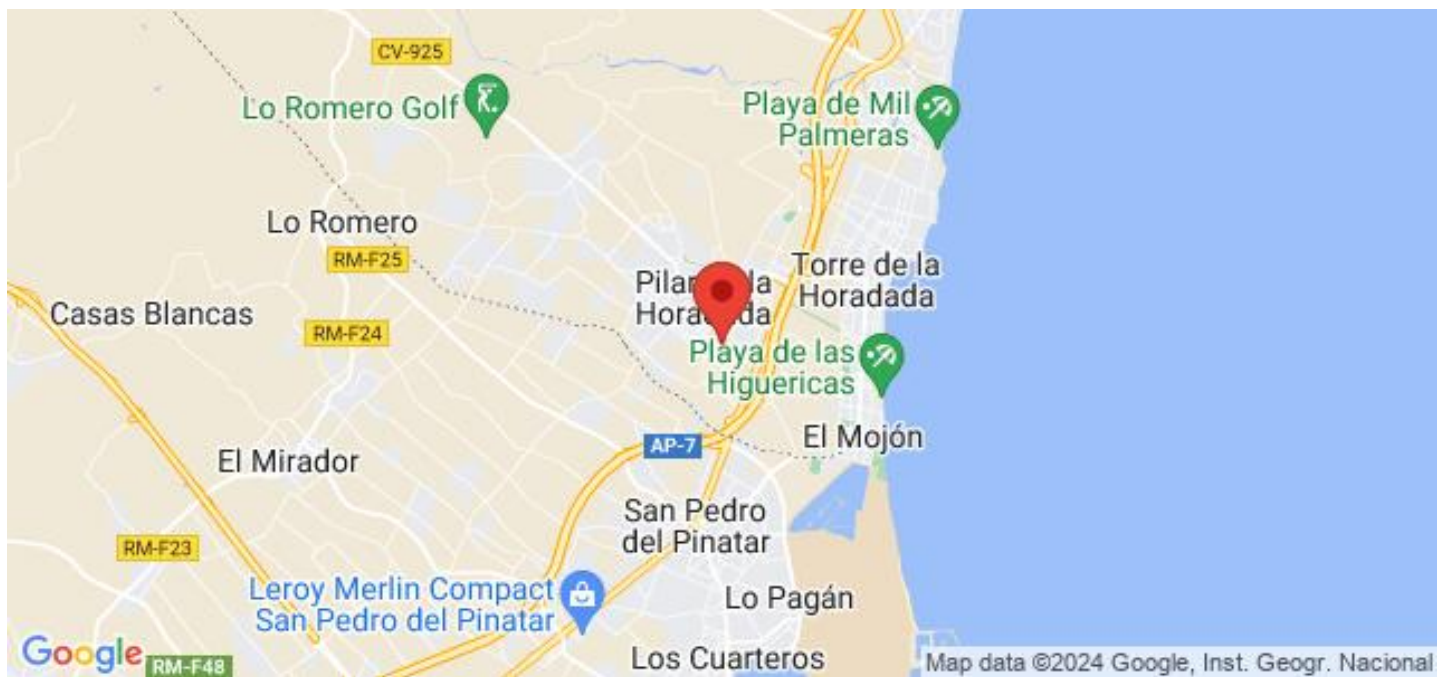 CV-925
Lo Romero Golf
Playa de Mil
Palmeras
Lo Romero
RM-F25
Torre de la
Horadada
Casas Blancas
RM-F24
Playa de las
Higuericas
El Mojón
AP-7
El Mirador
San Pedro
del Pinatar
RM-F23
Leroy Merlin Compact
San Pedro del Pinatar
Lo Pagán
Los Cuarteros
Google
RM-F48
Map data ©2024 Google, Inst. Geogr. Nacional